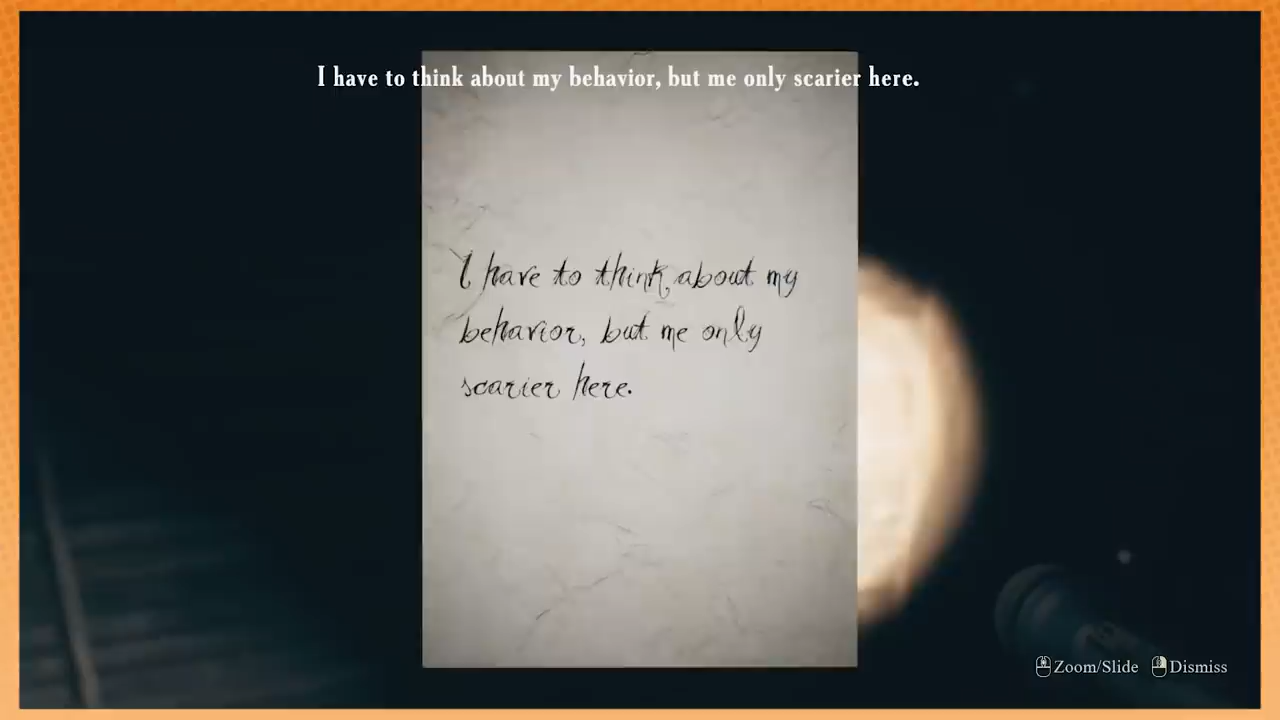 I have to think about my behavior, but me only scarier here.
I have to think about my
behavior, but me only
scarier here.
Zoom/Slide Dismiss